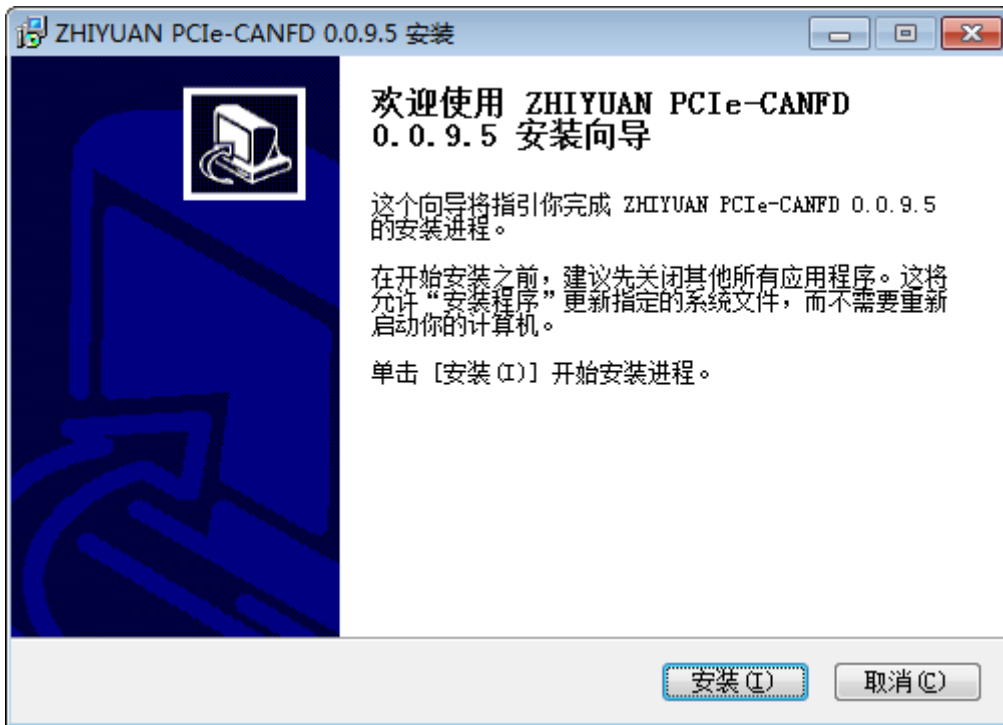 ZHIYUAN PCIe-CANFD 0.0.9.5 安装
欢迎使用 ZHIYUAN PCIe-CANFD
0.0.9.5 安装向导
这个向导将指引你完成 ZHIYUAN PCIe-CANFD 0.0.9.5
的安装进程。
在开始安装之前，建议先关闭其他所有应用程序。这将
允许“安装程序”更新指定的系统文件，而不需要重新
启动你的计算机。
单击 [安装(I)] 开始安装进程。
安装(I)
取消(C)